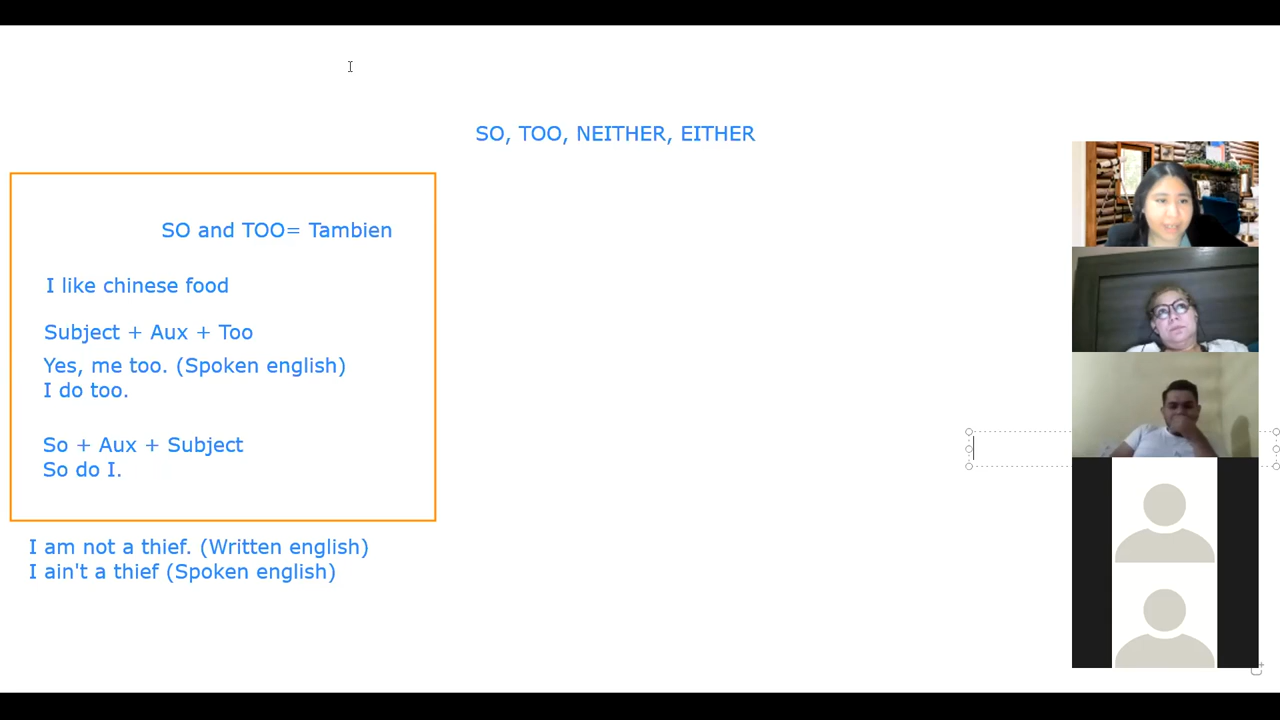 SO, TOO, NEITHER, EITHER
SO and TOO= Tambien
I like chinese food
Subject + Aux + Too
Yes, me too. (Spoken english)
I do too.
So + Aux + Subject
So do I.
I am not a thief. (Written english)
I ain't a thief (Spoken english)